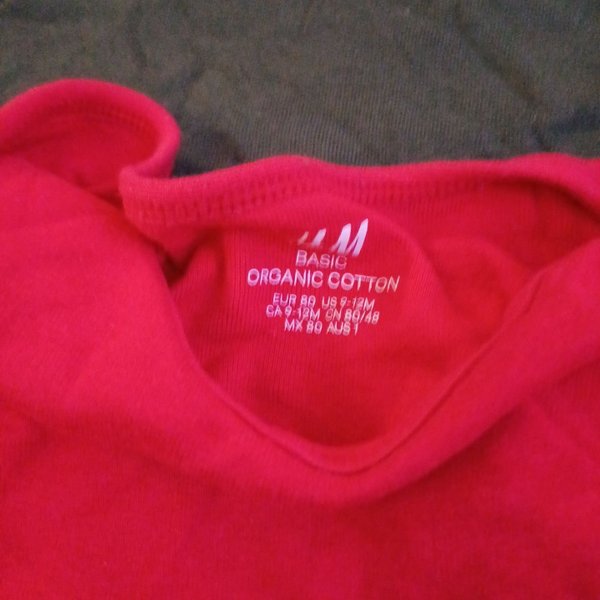 H&M
BASIC
ORGANIC COTTON
EUR 80 US 9-12M
CA 9-12M CN 80/48
MX 80 AUS 1